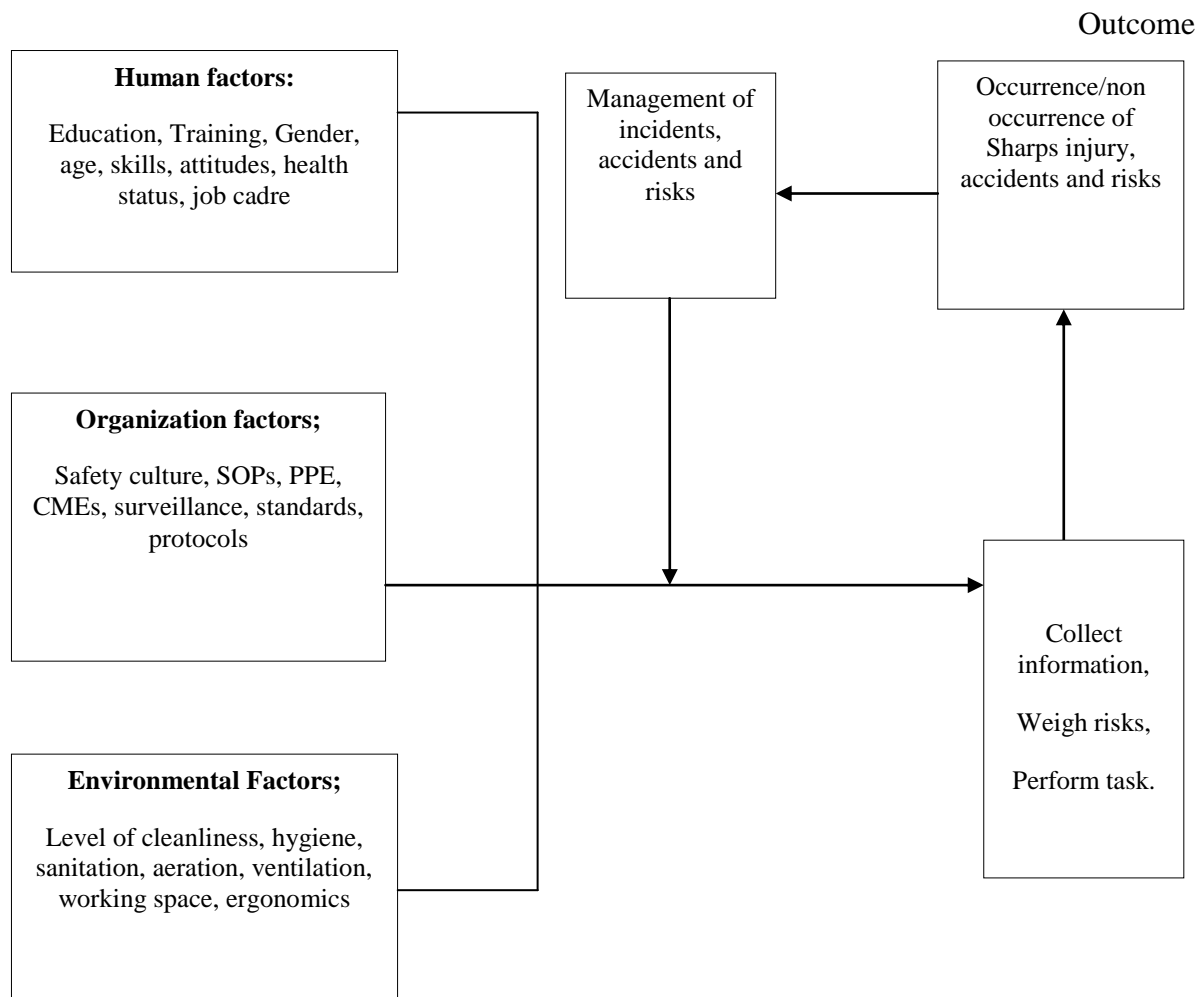 Outcome
Human factors:
Education, Training, Gender,
age, skills, attitudes, health
status, job cadre
Management of
incidents,
accidents and
risks
Occurrence/non
occurrence of
Sharps injury,
accidents and risks
Organization factors;
Safety culture, SOPs, PPE,
CMEs, surveillance, standards,
protocols
Collect
information,
Weigh risks,
Perform task.
Environmental Factors;
Level of cleanliness, hygiene,
sanitation, aeration, ventilation,
working space, ergonomics